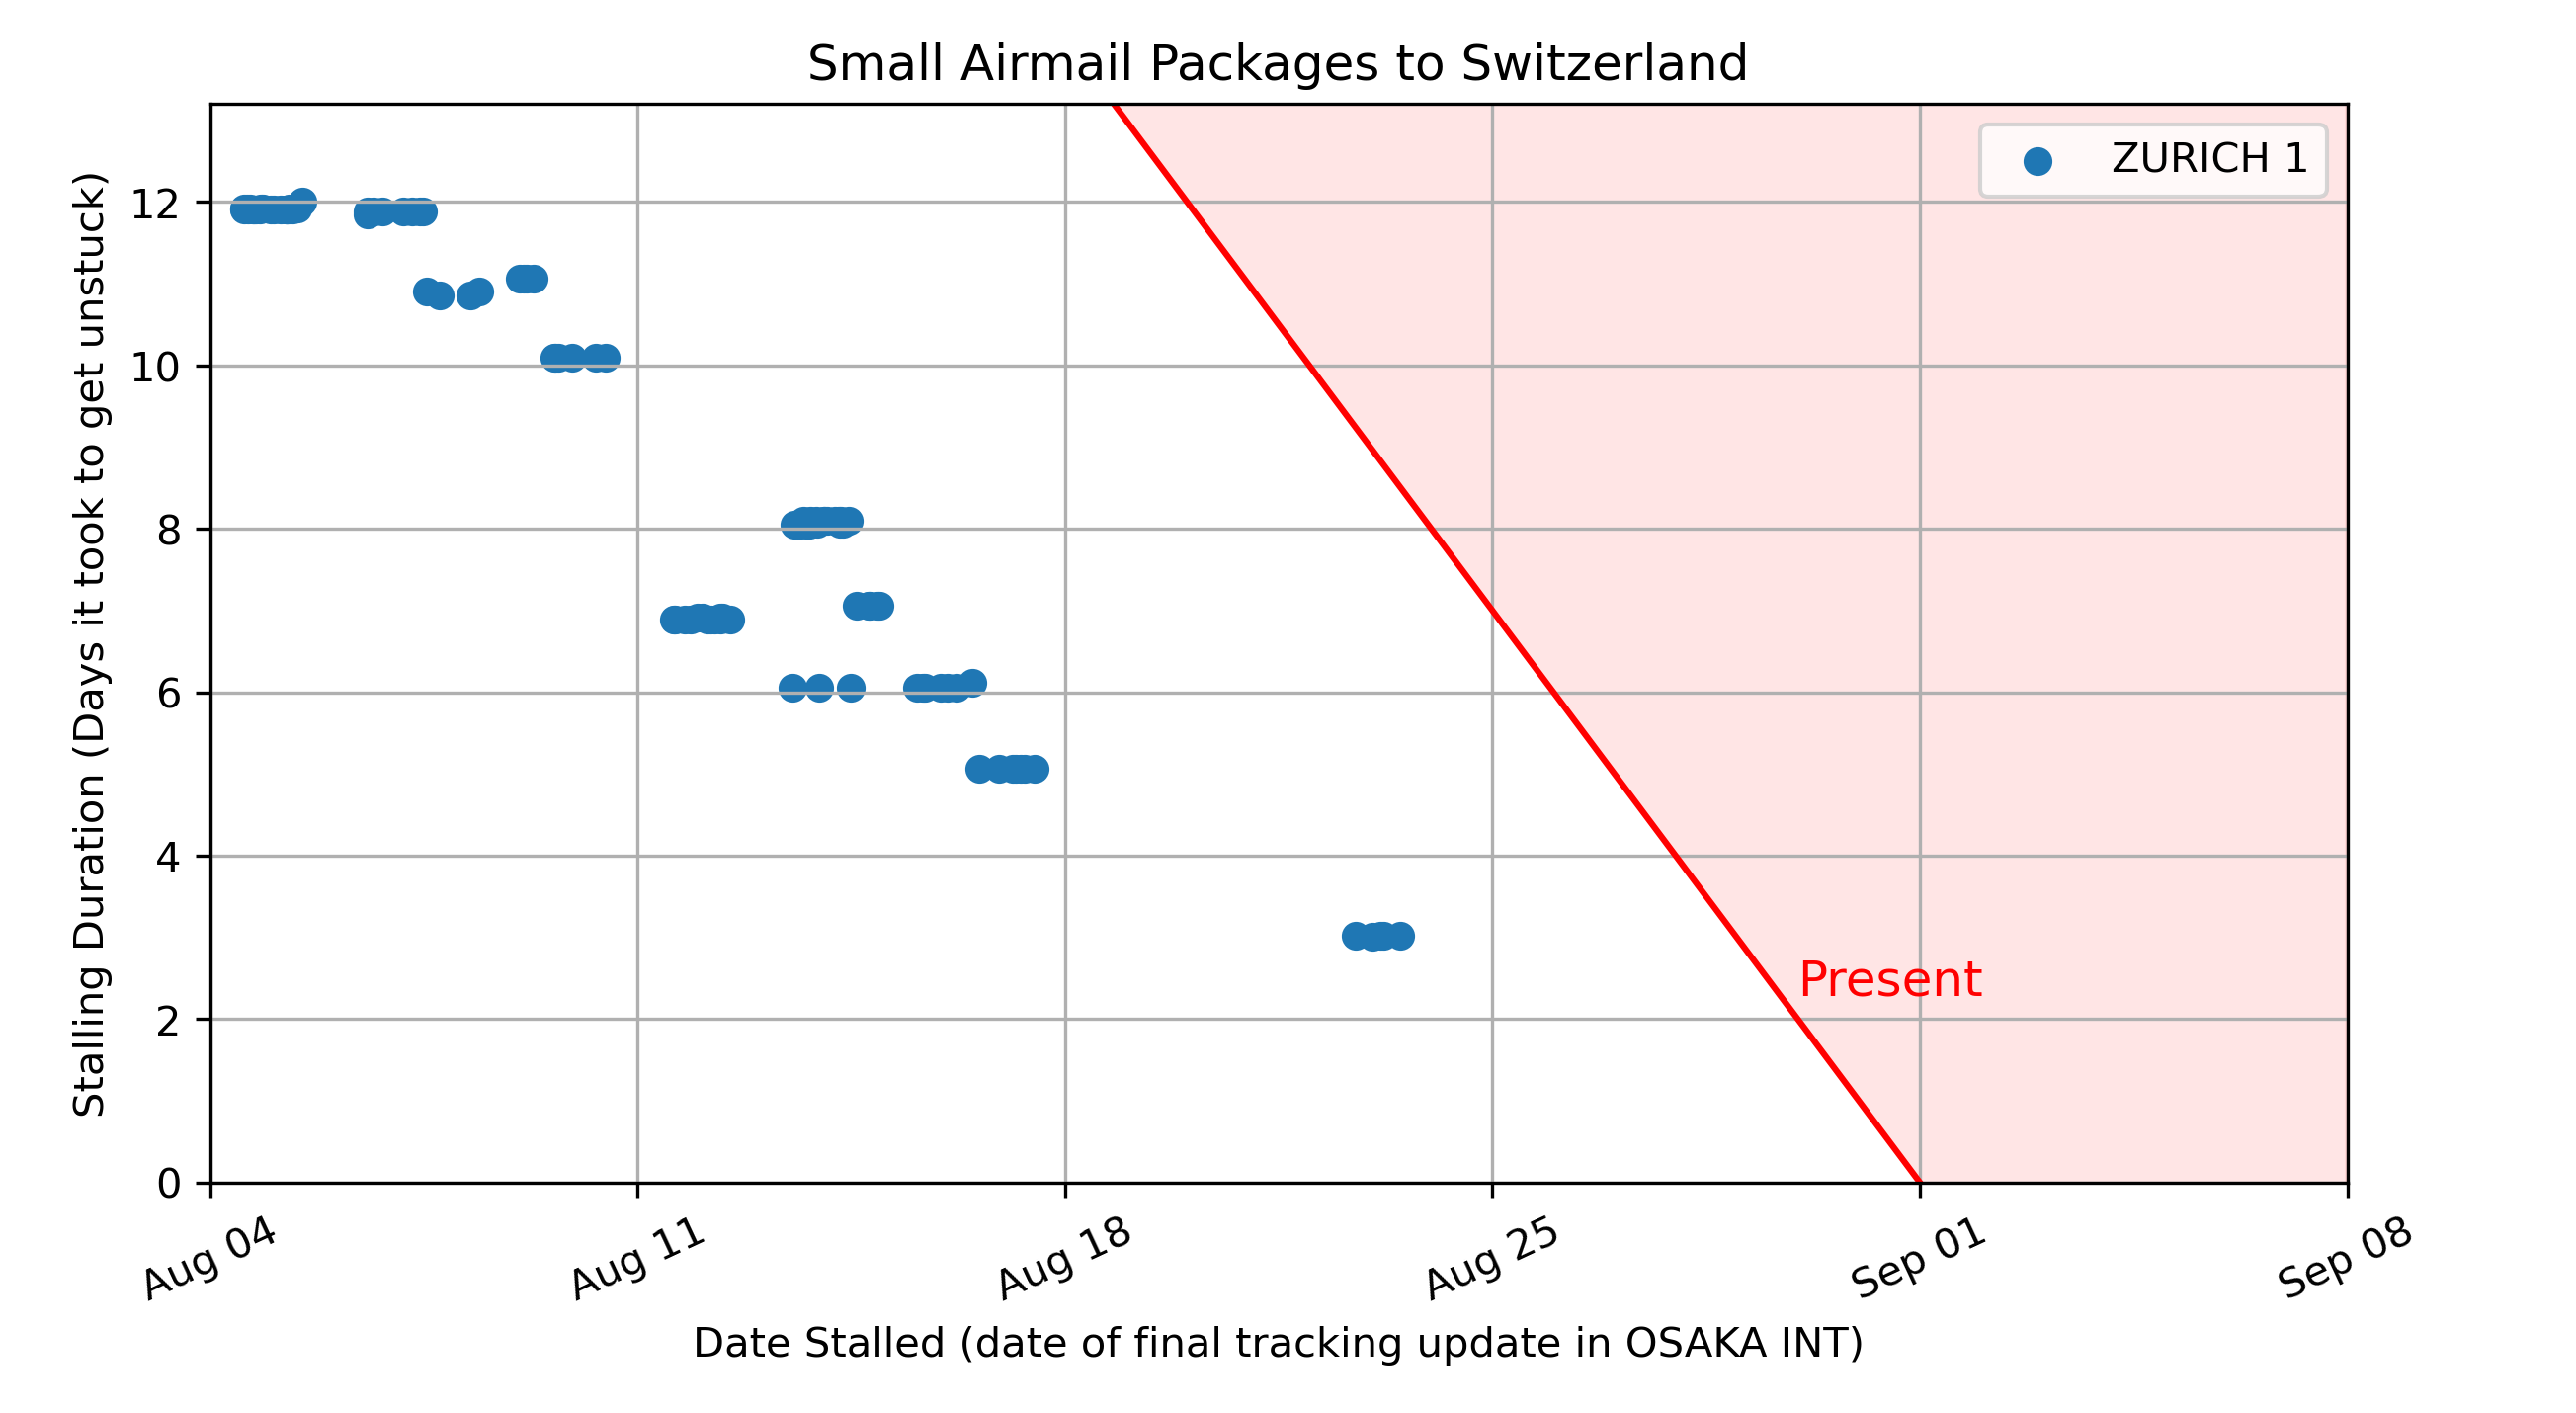 Small Airmail Packages to Switzerland
ZURICH 1
Stalling Duration (Days it took to get unstuck)
12
10
8
6
4
2
0
Present
Aug 04
Aug 11
Aug 18
Aug 25
Sep 01
Sep 08
Date Stalled (date of final tracking update in OSAKA INT)